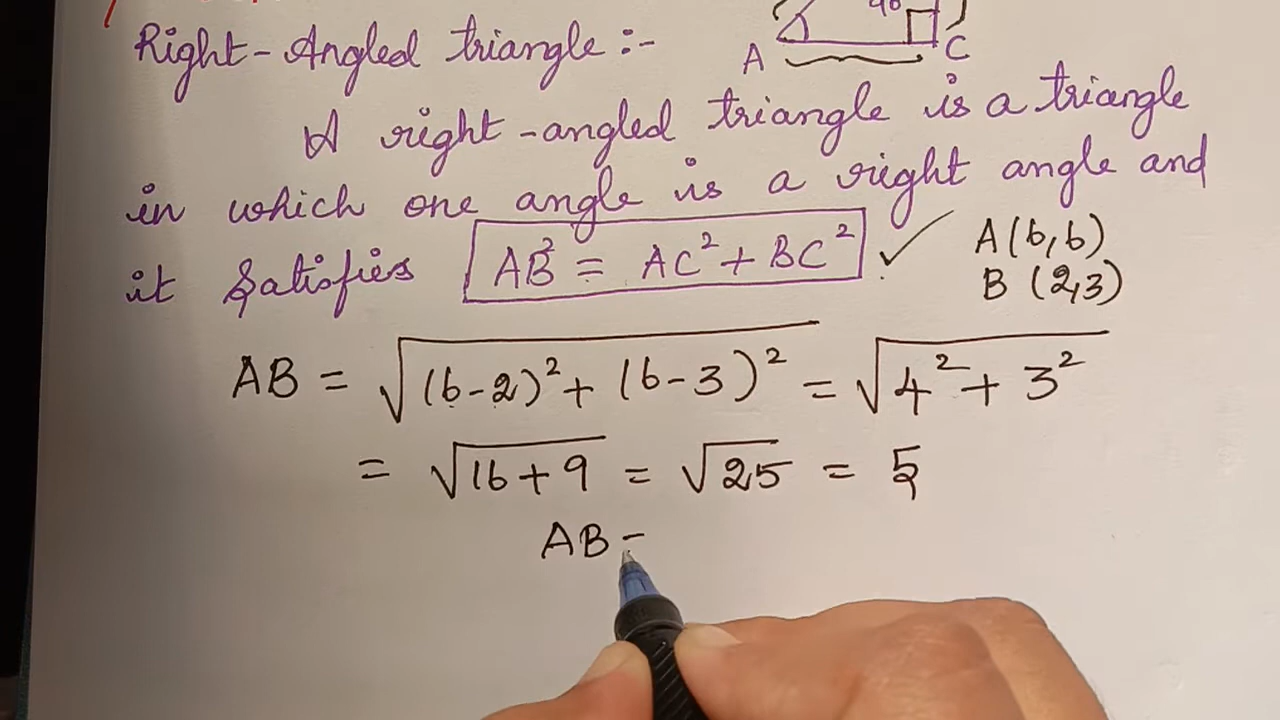 90 C
Right-Angled triangle :-
A C
A right-angled triangle is a triangle
in which one angle is a right angle and
it satisfies AB² = AC² + BC² ✓ A(6,6)
B (2,3)
AB = √(6-2)² + (6-3)² = √4² + 3²
= √16+9 = √25 = 5
AB =